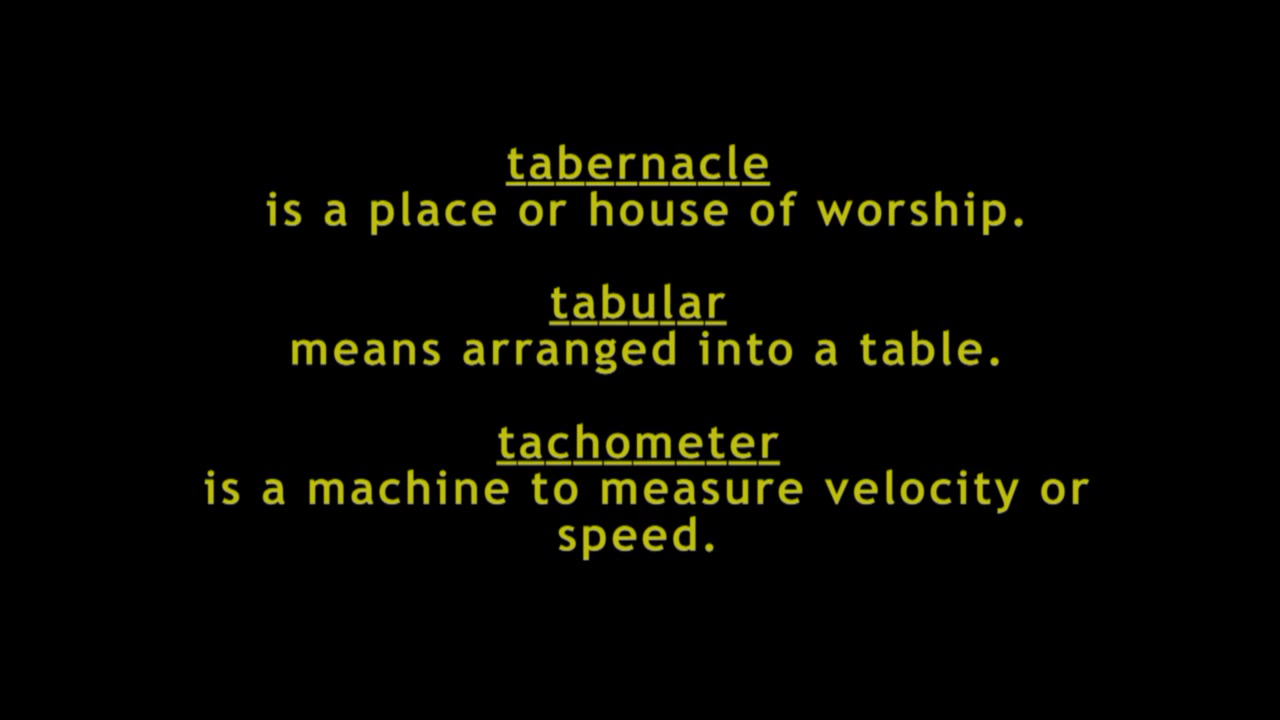 tabernacle
is a place or house of worship.
tabular
means arranged into a table.
tachometer
is a machine to measure velocity or
speed.